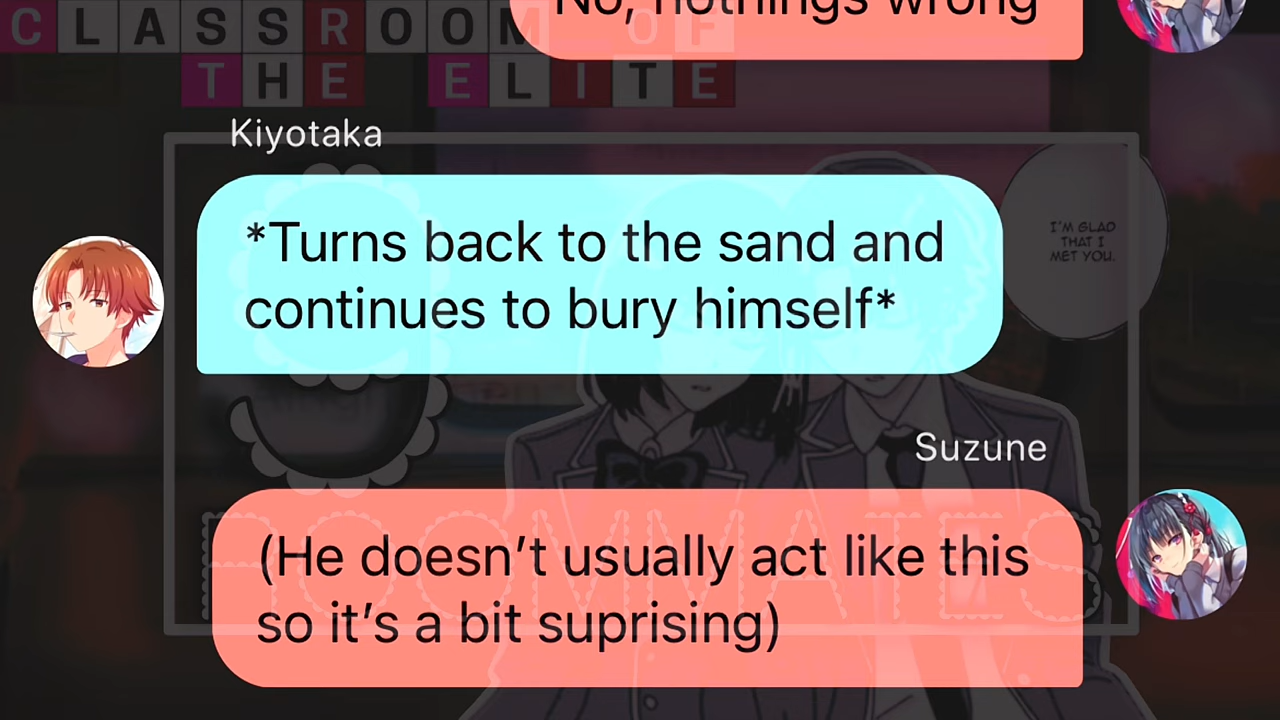 CLASSROOM OF
THE ELITE
No, nothings wrong
Kiyotaka
*Turns back to the sand and
continues to bury himself*
I'M GLAD
THAT I
MET YOU.
Suzune
(He doesn't usually act like this
so it's a bit suprising)
ROOMMATES